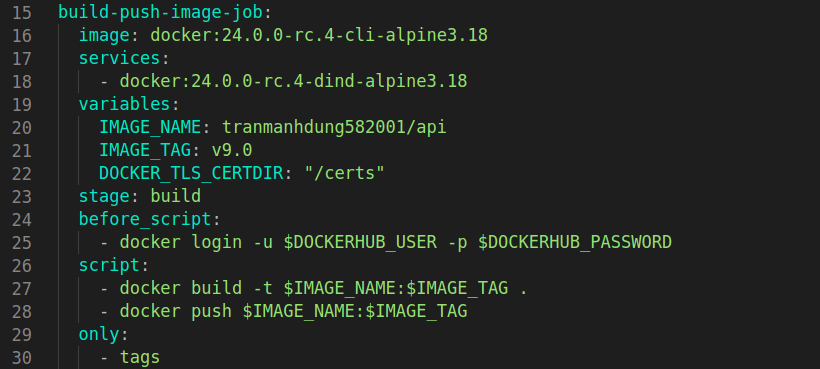 15 build-push-image-job:
16   image: docker:24.0.0-rc.4-cli-alpine3.18
17   services:
18     - docker:24.0.0-rc.4-dind-alpine3.18
19   variables:
20     IMAGE_NAME: tranmanhdung582001/api
21     IMAGE_TAG: v9.0
22     DOCKER_TLS_CERTDIR: "/certs"
23   stage: build
24   before_script:
25     - docker login -u $DOCKERHUB_USER -p $DOCKERHUB_PASSWORD
26   script:
27     - docker build -t $IMAGE_NAME:$IMAGE_TAG .
28     - docker push $IMAGE_NAME:$IMAGE_TAG
29   only:
30     - tags